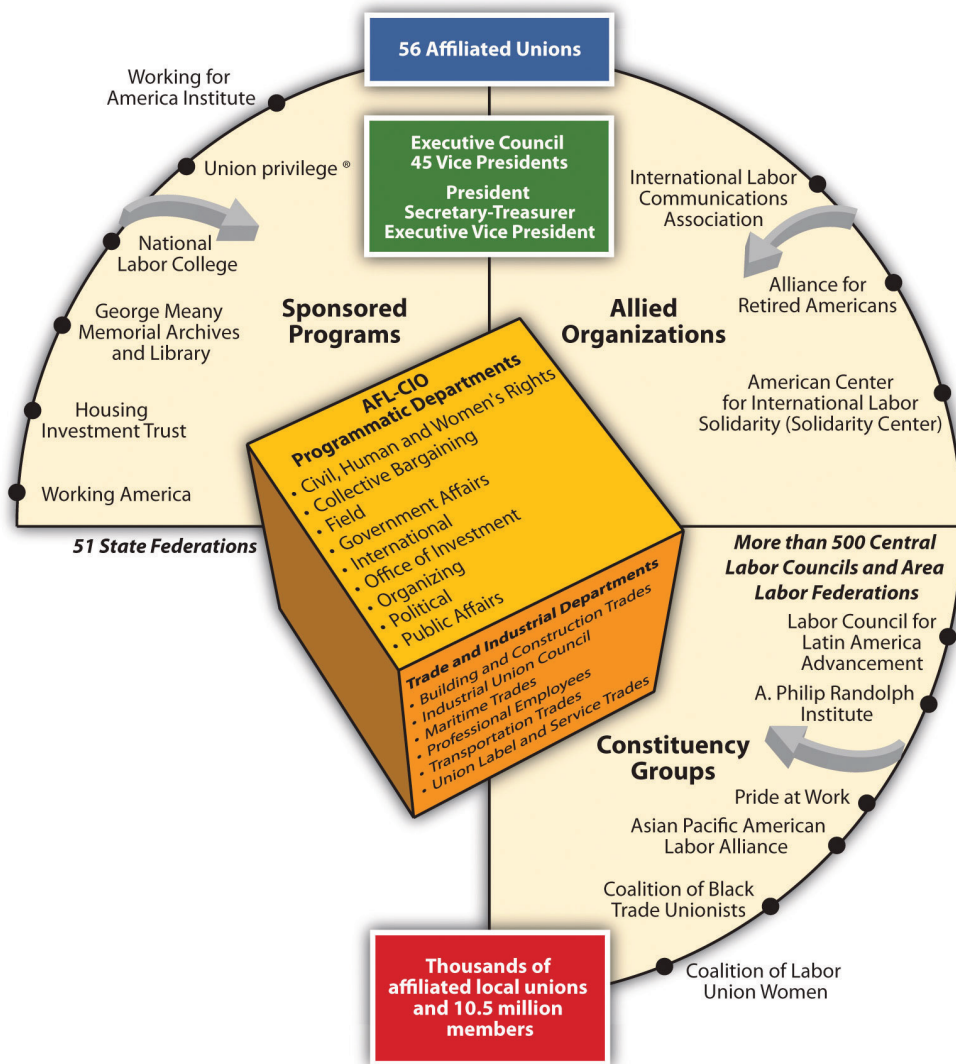 56 Affiliated Unions
Executive Council
45 Vice Presidents
President
Secretary-Treasurer
Executive Vice President
Working for
America Institute
Union privilege ®
National
Labor College
George Meany
Memorial Archives
and Library
Housing
Investment Trust
Working America
Sponsored
Programs
51 State Federations
International Labor
Communications
Association
Alliance for
Retired Americans
American Center
for International Labor
Solidarity (Solidarity Center)
Allied
Organizations
AFL-CIO
Programmatic Departments
• Civil, Human and Women's Rights
• Collective Bargaining
• Field
• Government Affairs
• International
• Office of Investment
• Organizing
• Political
• Public Affairs
Trade and Industrial Departments
• Building and Construction Trades
• Industrial Union Council
• Maritime Trades
• Professional Employees
• Transportation Trades
• Union Label and Service Trades
More than 500 Central
Labor Councils and Area
Labor Federations
Labor Council for
Latin America
Advancement
A. Philip Randolph
Institute
Constituency
Groups
Pride at Work
Asian Pacific American
Labor Alliance
Coalition of Black
Trade Unionists
Coalition of Labor
Union Women
Thousands of
affiliated local unions
and 10.5 million
members